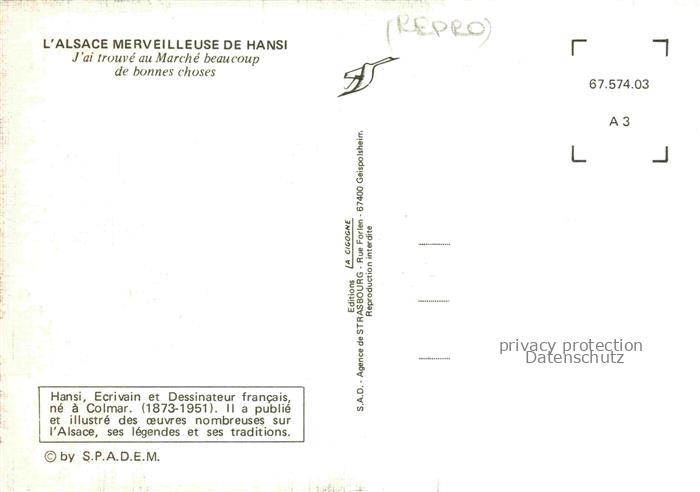 L'ALSACE MERVEILLEUSE DE HANSI
J'ai trouvé au Marché beaucoup
de bonnes choses
(REPRO)
67.574.03
A 3
Editions LA CIGOGNE
S.A.D. - Agence de STRASBOURG - Rue Forlen - 67400 Geispolsheim.
Reproduction interdite
privacy protection
Datenschutz
Hansi, Ecrivain et Dessinateur français,
né à Colmar. (1873-1951). Il a publié
et illustré des œuvres nombreuses sur
l'Alsace, ses légendes et ses traditions.
© by S.P.A.D.E.M.